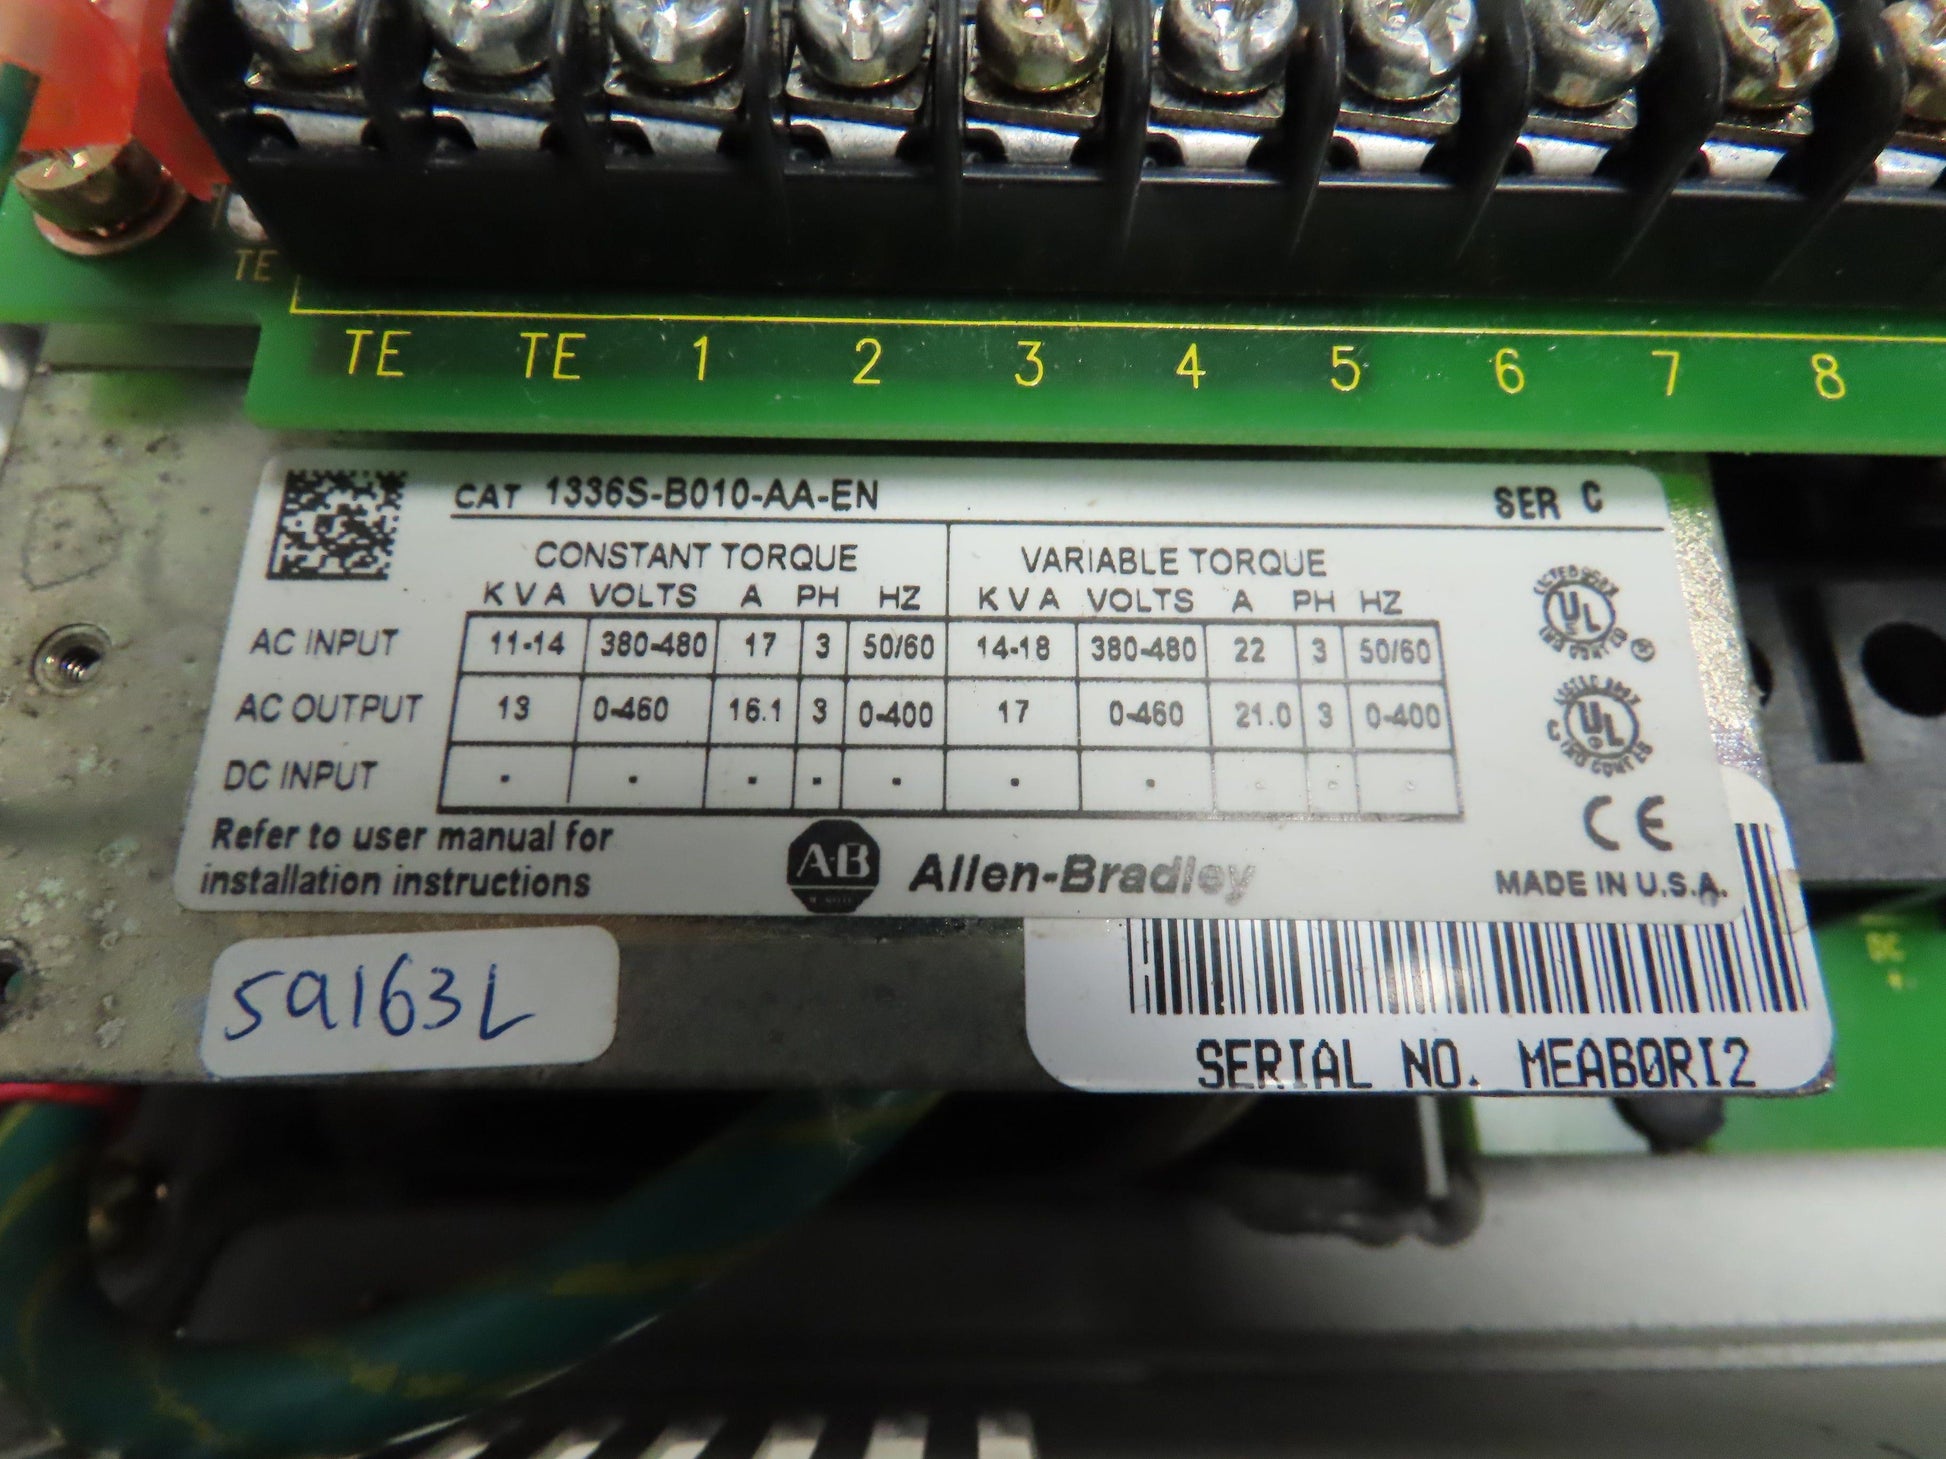 TE
TE TE 1 2 3 4 5 6 7 8
CAT 1336S-B010-AA-EN SER C
CONSTANT TORQUE VARIABLE TORQUE
KVA VOLTS A PH HZ KVA VOLTS A PH HZ
AC INPUT 11-14 380-480 17 3 50/60 14-18 380-480 22 3 50/60
AC OUTPUT 13 0-460 16.1 3 0-400 17 0-460 21.0 3 0-400
DC INPUT - - - - - - - - - -
UL
®
UL
C
CE
Refer to user manual for
installation instructions
A-B Allen-Bradley
MADE IN U.S.A.
59163L
SERIAL NO. MEAB0RI2
DC